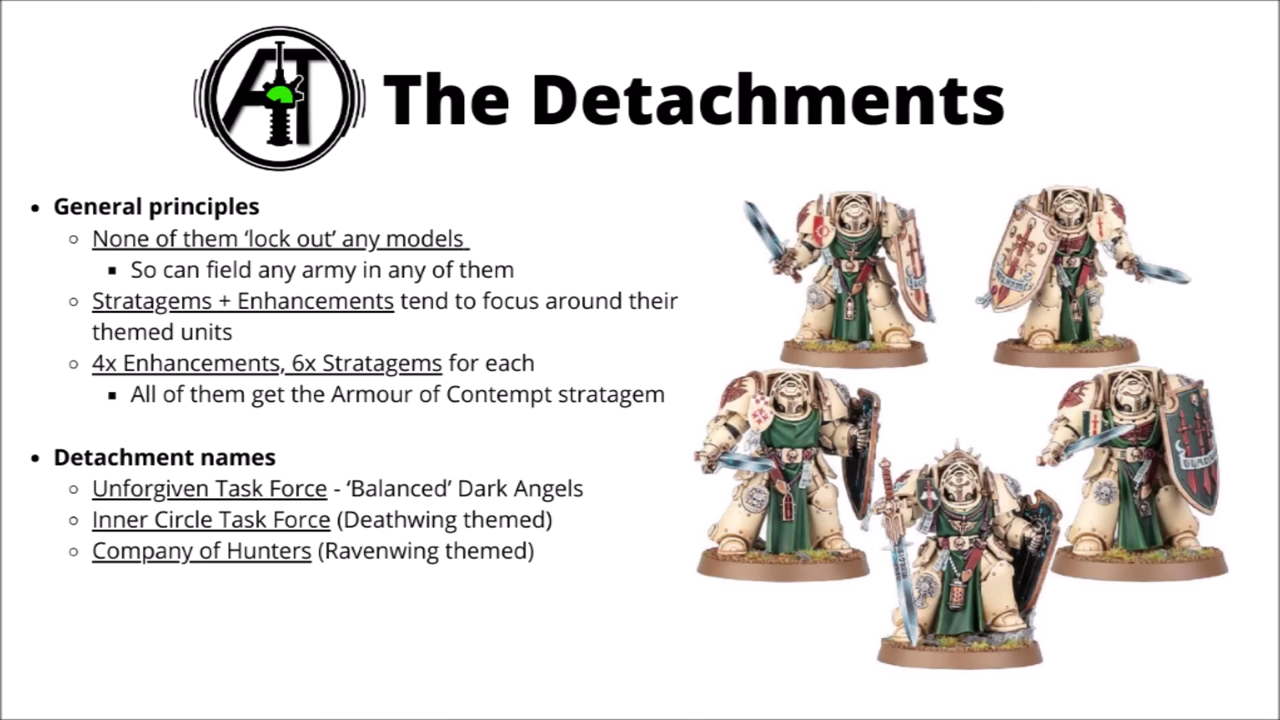 AT
The Detachments
• General principles
○ None of them ‘lock out’ any models
▪ So can field any army in any of them
○ Stratagems + Enhancements tend to focus around their
themed units
○ 4x Enhancements, 6x Stratagems for each
▪ All of them get the Armour of Contempt stratagem
• Detachment names
○ Unforgiven Task Force - ‘Balanced’ Dark Angels
○ Inner Circle Task Force (Deathwing themed)
○ Company of Hunters (Ravenwing themed)